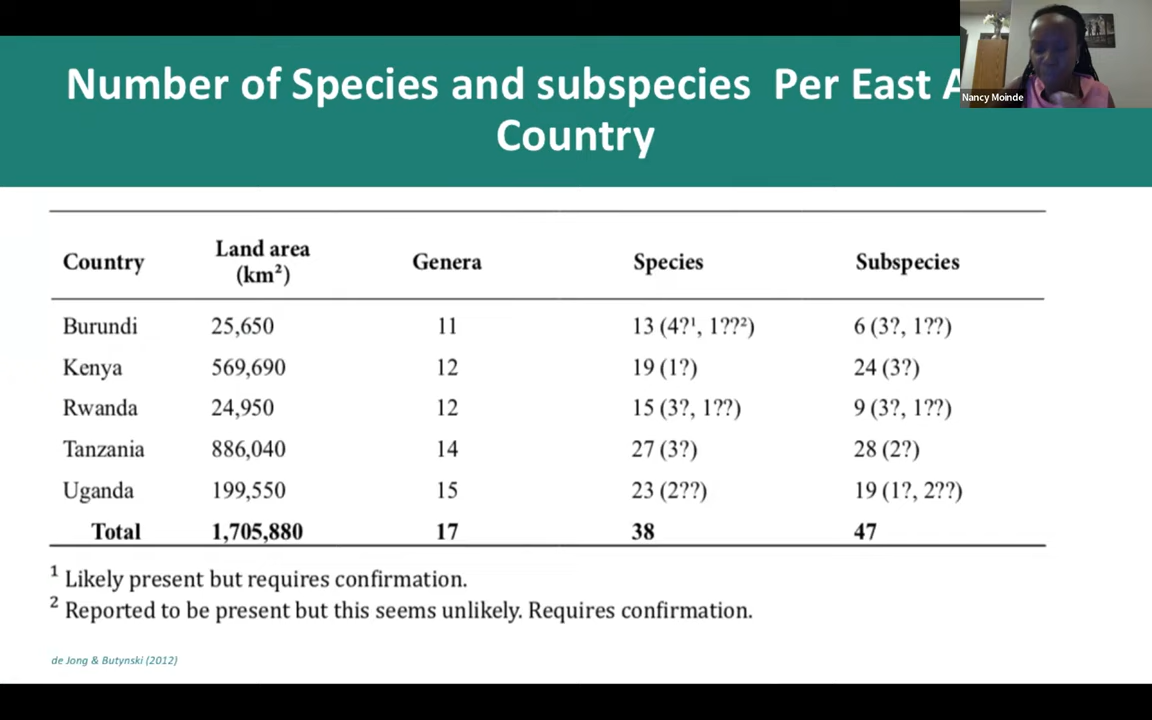 Number of Species and subspecies Per East
Country
Nancy Moinde
Country Land area (km²) Genera Species Subspecies
Burundi 25,650 11 13 (4?¹, 1??²) 6 (3?, 1??)
Kenya 569,690 12 19 (1?) 24 (3?)
Rwanda 24,950 12 15 (3?, 1??) 9 (3?, 1??)
Tanzania 886,040 14 27 (3?) 28 (2?)
Uganda 199,550 15 23 (2??) 19 (1?, 2??)
Total 1,705,880 17 38 47
¹ Likely present but requires confirmation.
² Reported to be present but this seems unlikely. Requires confirmation.
de Jong & Butynski (2012)